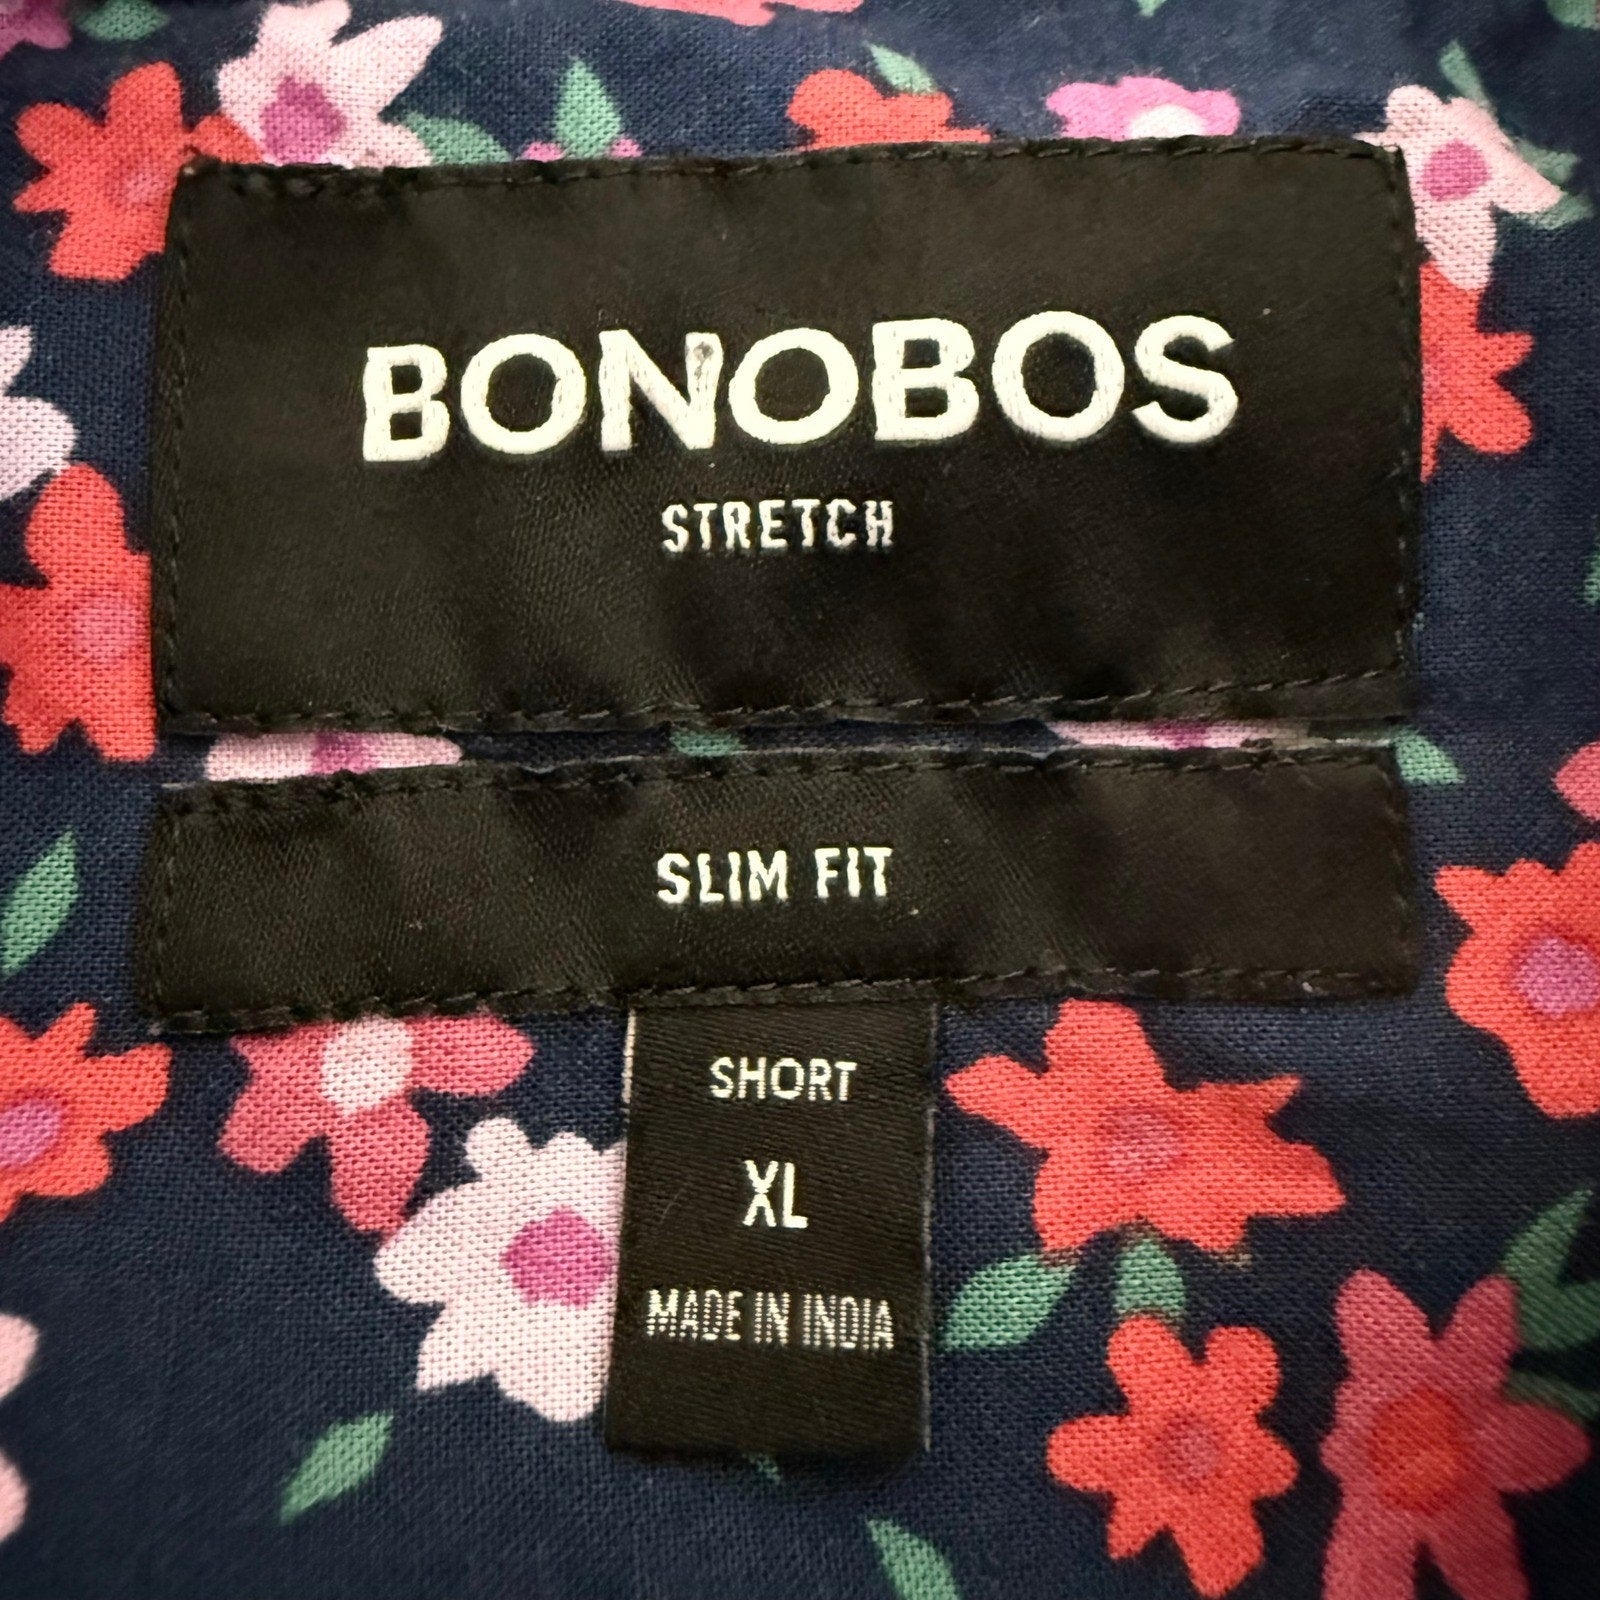 BONOBOS
STRETCH
SLIM FIT
SHORT
XL
MADE IN INDIA